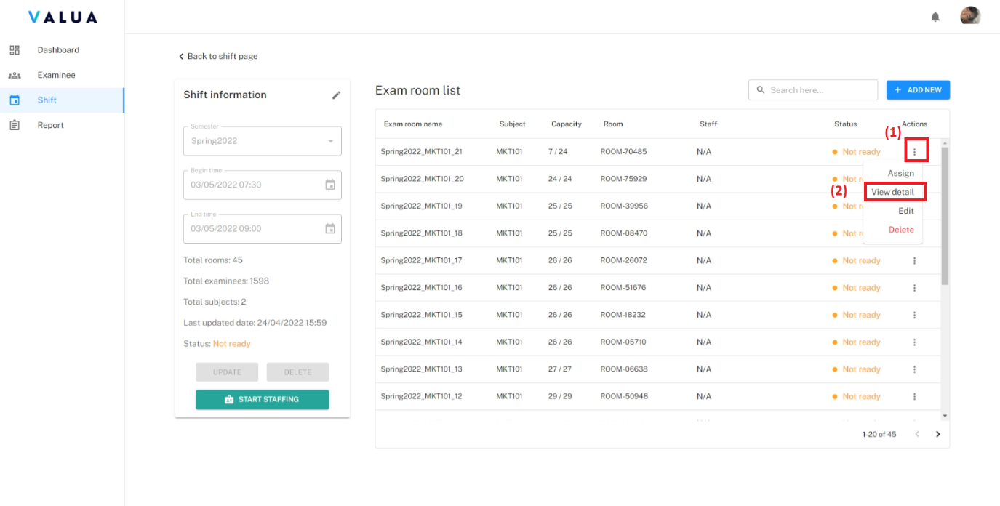 VALUA
Dashboard
Examinee
Shift
Report
Back to shift page
Shift information
Semester
Spring2022
Begin time
03/05/2022 07:30
End time
03/05/2022 09:00
Total rooms: 45
Total examinees: 1598
Total subjects: 2
Last updated date: 24/04/2022 15:59
Status: Not ready
UPDATE DELETE
START STAFFING
Exam room list
Search here...
+ ADD NEW
Exam room name Subject Capacity Room Staff Status Actions
(1)
Spring2022_MKT101_21 MKT101 7 / 24 ROOM-70485 N/A Not ready
Spring2022_MKT101_20 MKT101 24 / 24 ROOM-75929 N/A Not r
Spring2022_MKT101_19 MKT101 25 / 25 ROOM-39956 N/A Not r
Spring2022_MKT101_18 MKT101 25 / 25 ROOM-08470 N/A Not r
Assign
(2)
View detail
Edit
Delete
Spring2022_MKT101_17 MKT101 26 / 26 ROOM-26072 N/A Not ready
Spring2022_MKT101_16 MKT101 26 / 26 ROOM-51676 N/A Not ready
Spring2022_MKT101_15 MKT101 26 / 26 ROOM-18232 N/A Not ready
Spring2022_MKT101_14 MKT101 26 / 26 ROOM-05710 N/A Not ready
Spring2022_MKT101_13 MKT101 27 / 27 ROOM-06638 N/A Not ready
Spring2022_MKT101_12 MKT101 29 / 29 ROOM-50948 N/A Not ready
1-20 of 45